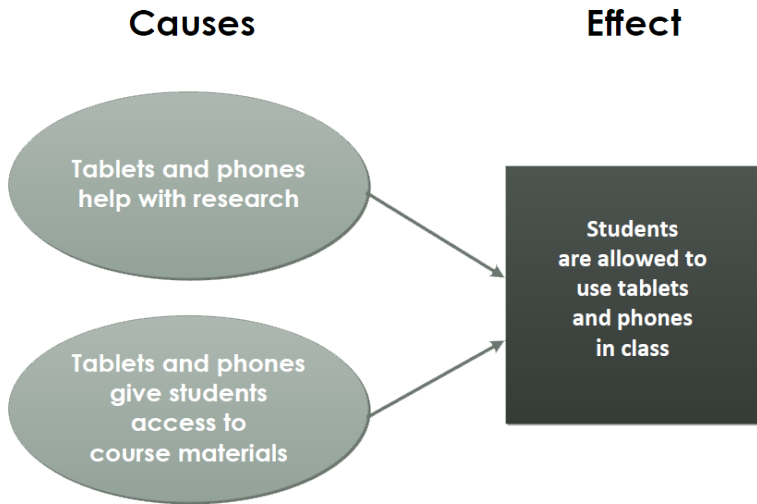 Causes
Effect
Tablets and phones
help with research
Students
are allowed to
use tablets
and phones
in class
Tablets and phones
give students
access to
course materials